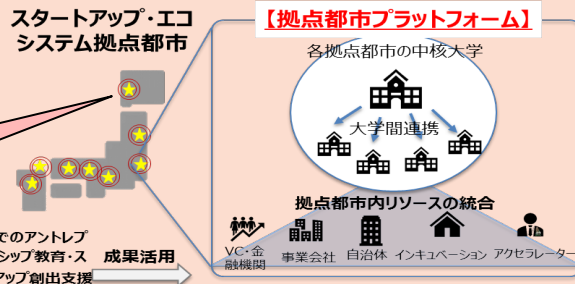 スタートアップ・エコ
システム拠点都市
【拠点都市プラットフォーム】
各拠点都市の中核大学
大学間連携
拠点都市内リソースの統合
VC・金
融機関
事業会社
自治体
インキュベーション
アクセラレーター
でのアントレプ
シップ教育・ス
アップ創出支援
成果活用